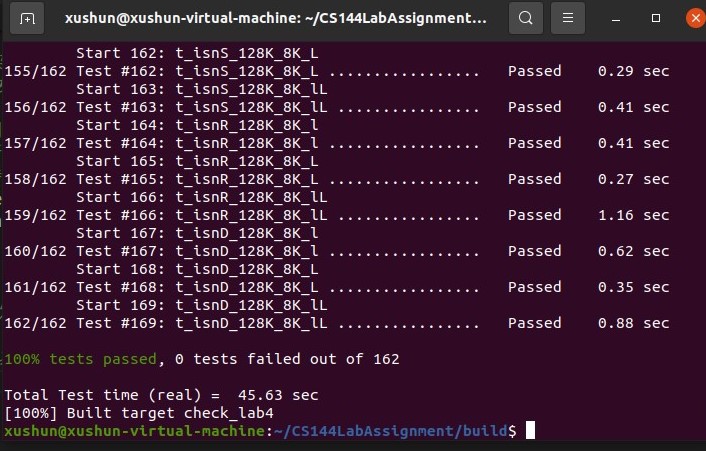 xushun@xushun-virtual-machine: ~/CS144LabAssignment...
Start 162: t_isnS_128K_8K_L
155/162 Test #162: t_isnS_128K_8K_L ................. Passed 0.29 sec
Start 163: t_isnS_128K_8K_lL
156/162 Test #163: t_isnS_128K_8K_lL ................ Passed 0.41 sec
Start 164: t_isnR_128K_8K_l
157/162 Test #164: t_isnR_128K_8K_l ................. Passed 0.41 sec
Start 165: t_isnR_128K_8K_L
158/162 Test #165: t_isnR_128K_8K_L ................. Passed 0.27 sec
Start 166: t_isnR_128K_8K_lL
159/162 Test #166: t_isnR_128K_8K_lL ................ Passed 1.16 sec
Start 167: t_isnD_128K_8K_l
160/162 Test #167: t_isnD_128K_8K_l ................. Passed 0.62 sec
Start 168: t_isnD_128K_8K_L
161/162 Test #168: t_isnD_128K_8K_L ................. Passed 0.35 sec
Start 169: t_isnD_128K_8K_lL
162/162 Test #169: t_isnD_128K_8K_lL ................ Passed 0.88 sec
100% tests passed, 0 tests failed out of 162
Total Test time (real) = 45.63 sec
[100%] Built target check_lab4
xushun@xushun-virtual-machine:~/CS144LabAssignment/build$